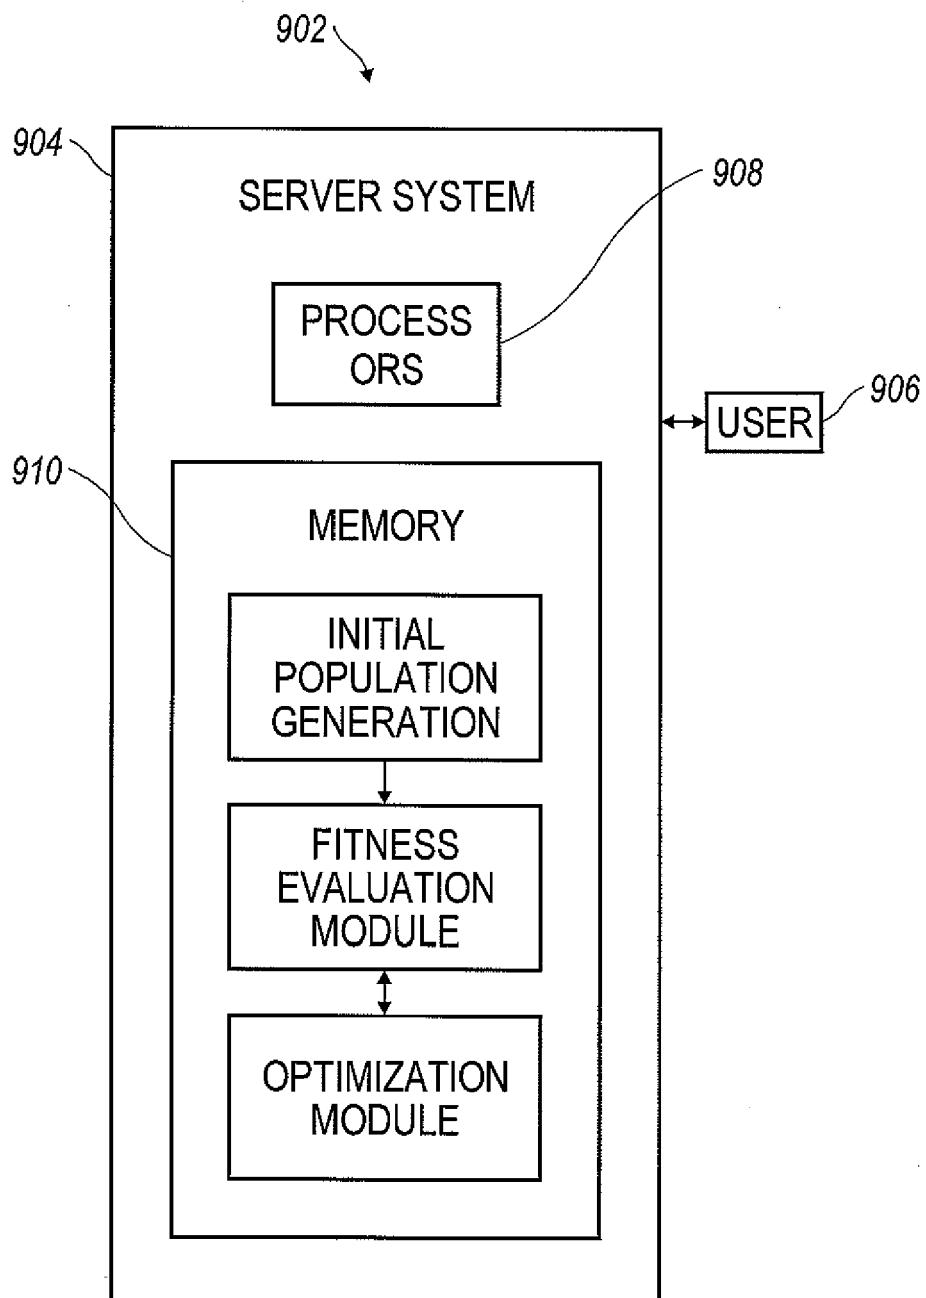 902
904
SERVER SYSTEM
908
PROCESS
ORS
906
USER
910
MEMORY
INITIAL
POPULATION
GENERATION
FITNESS
EVALUATION
MODULE
OPTIMIZATION
MODULE